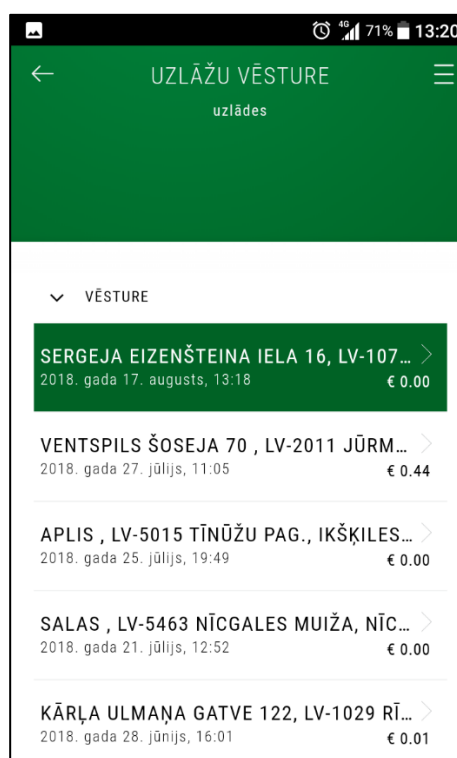 4G 71% 13:20
UZLĀŽU VĒSTURE
uzlādes
VĒSTURE
SERGEJA EIZENŠTEINA IELA 16, LV-107...
2018. gada 17. augusts, 13:18 € 0.00
VENTSPILS ŠOSEJA 70 , LV-2011 JŪRM...
2018. gada 27. jūlijs, 11:05 € 0.44
APLIS , LV-5015 TĪNŪŽU PAG., IKŠĶILES...
2018. gada 25. jūlijs, 19:49 € 0.00
SALAS , LV-5463 NĪCGALES MUIŽA, NĪC...
2018. gada 21. jūlijs, 12:52 € 0.00
KĀRĻA ULMAŅA GATVE 122, LV-1029 RĪ...
2018. gada 28. jūnijs, 16:01 € 0.01